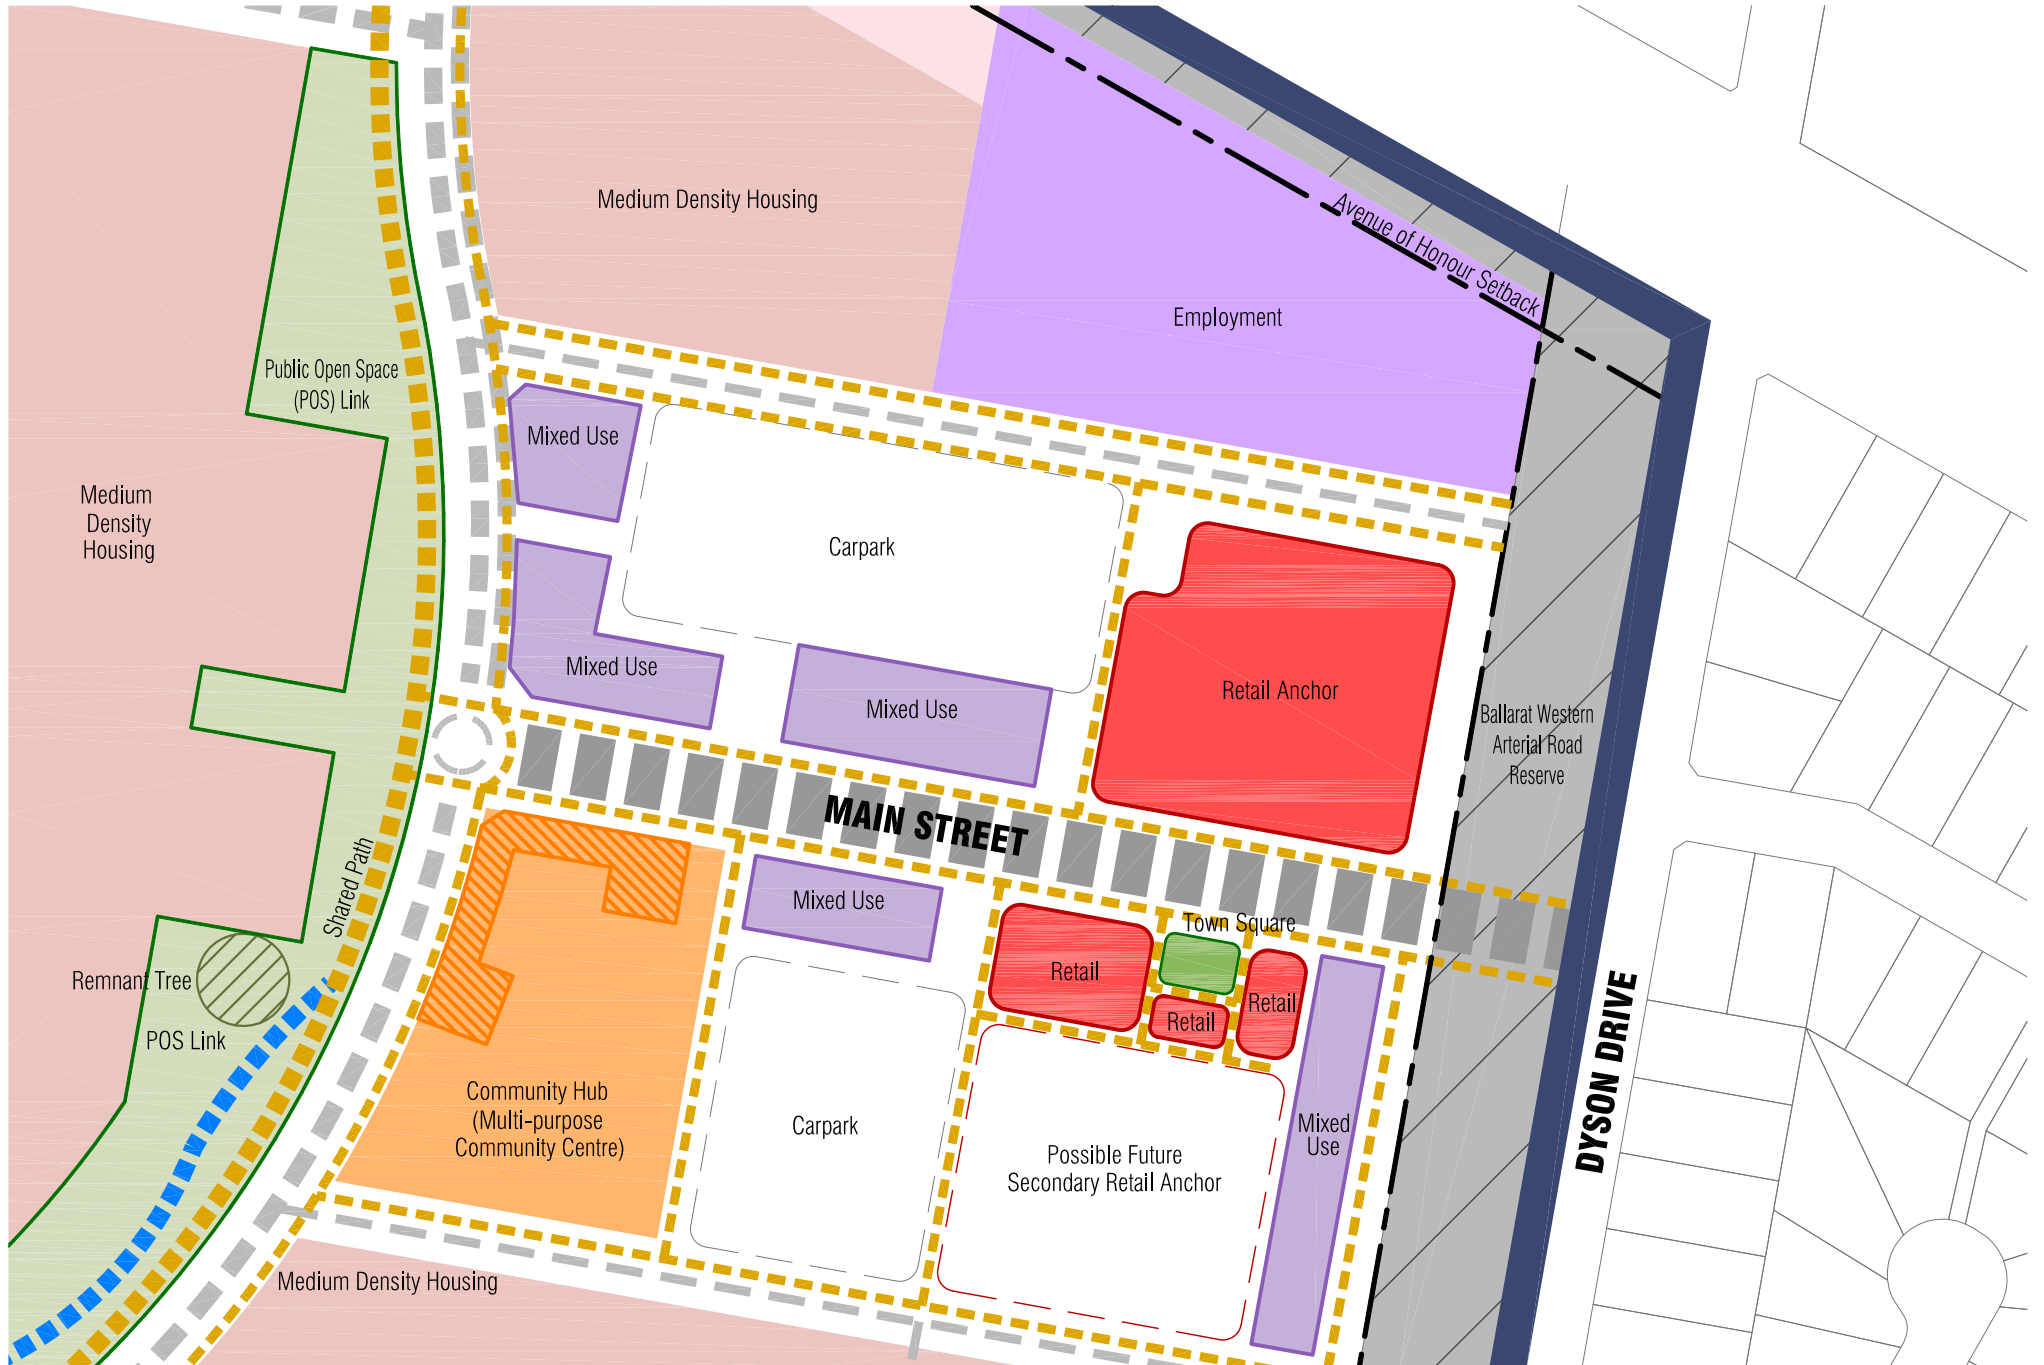 Medium Density Housing
Avenue of Honour Setback
Employment
Public Open Space
(POS) Link
Mixed Use
Medium
Density
Housing
Carpark
Mixed Use
Mixed Use
Retail Anchor
Ballarat Western
Arterial Road
Reserve
MAIN STREET
Shared Path
Mixed Use
Town Square
Remnant Tree
Retail
Retail
Retail
POS Link
DYSON DRIVE
Community Hub
(Multi-purpose
Community Centre)
Carpark
Possible Future
Secondary Retail Anchor
Mixed
Use
Medium Density Housing